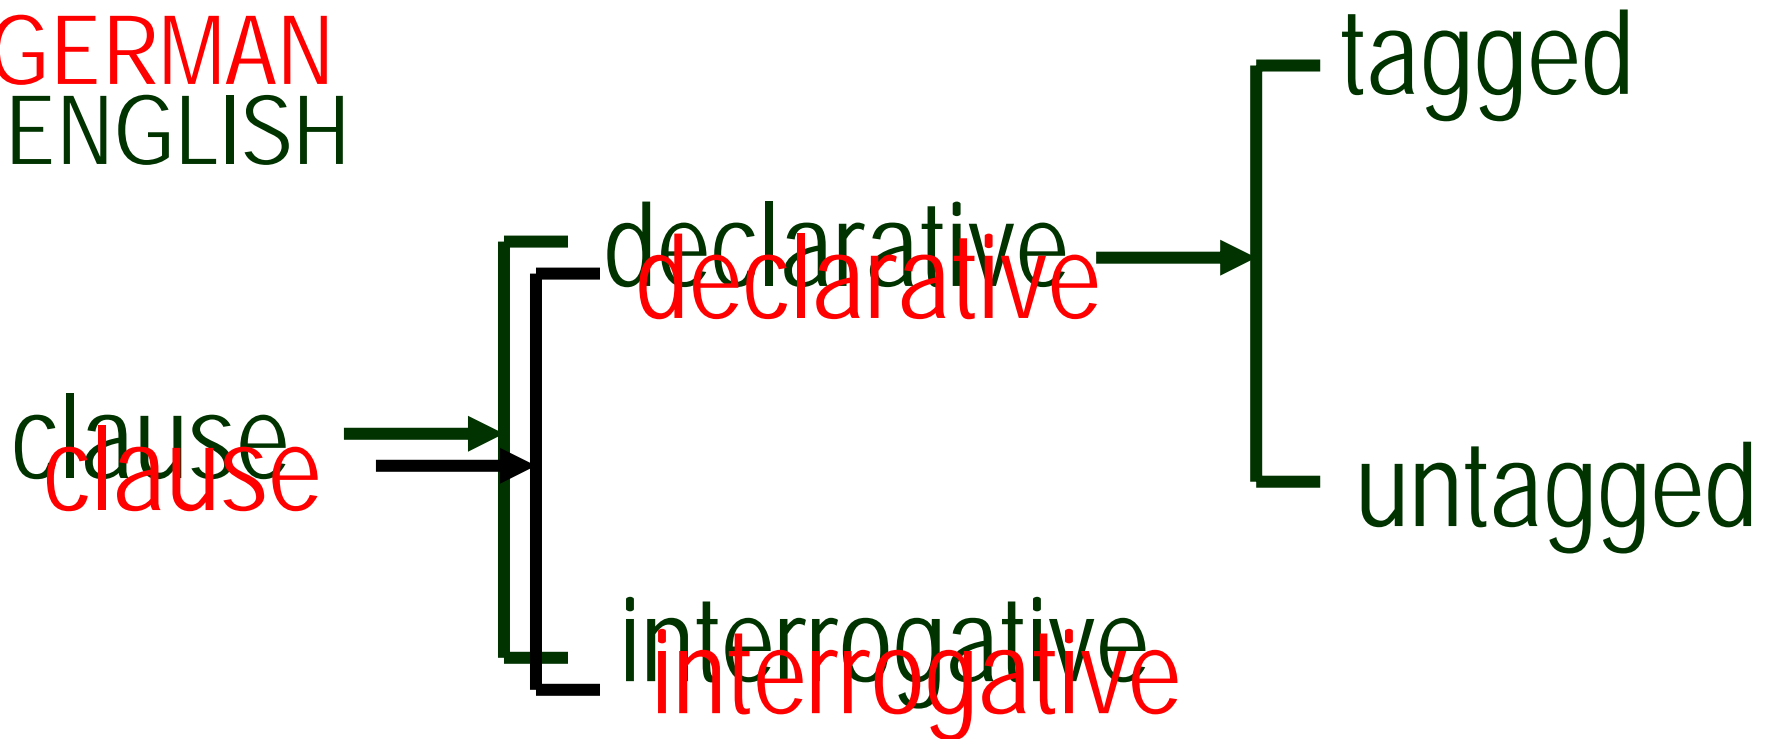 GERMAN
ENGLISH
tagged
declarative
declarative
clause
clause
untagged
interrogative
interrogative